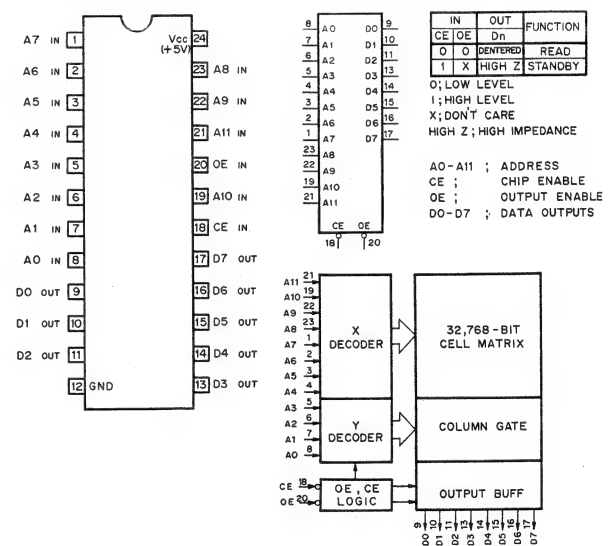 A7 IN 1
Vcc 24
(+5V)
A6 IN 2
23 A8 IN
A5 IN 3
22 A9 IN
A4 IN 4
21 A11 IN
A3 IN 5
20 OE IN
A2 IN 6
19 A10 IN
A1 IN 7
18 CE IN
A0 IN 8
17 D7 OUT
D0 OUT 9
16 D6 OUT
D1 OUT 10
15 D5 OUT
D2 OUT 11
14 D4 OUT
12 GND
13 D3 OUT
8 A0 D0 9
7 A1 D1 10
6 A2 D2 11
5 A3 D3 13
4 A4 D4 14
3 A5 D5 15
2 A6 D6 16
1 A7 D7 17
23 A8
22 A9
19 A10
21 A11
CE OE
18 20
IN OUT FUNCTION
CE OE Dn
0 0 DENTERED READ
1 X HIGH Z STANDBY
0; LOW LEVEL
1; HIGH LEVEL
X; DON'T CARE
HIGH Z; HIGH IMPEDANCE
A0-A11 ; ADDRESS
CE ; CHIP ENABLE
OE ; OUTPUT ENABLE
D0-D7 ; DATA OUTPUTS
A11 21
A10 19
A9 22
A8 23
A7 1
A6 2
A5 3
A4 4
X
DECODER
32,768-BIT
CELL MATRIX
A3 5
A2 6
A1 7
A0 8
Y
DECODER
COLUMN GATE
CE 18
OE 20
OE, CE
LOGIC
OUTPUT BUFF
9 10 11 13 14 15 16 17
D0 D1 D2 D3 D4 D5 D6 D7